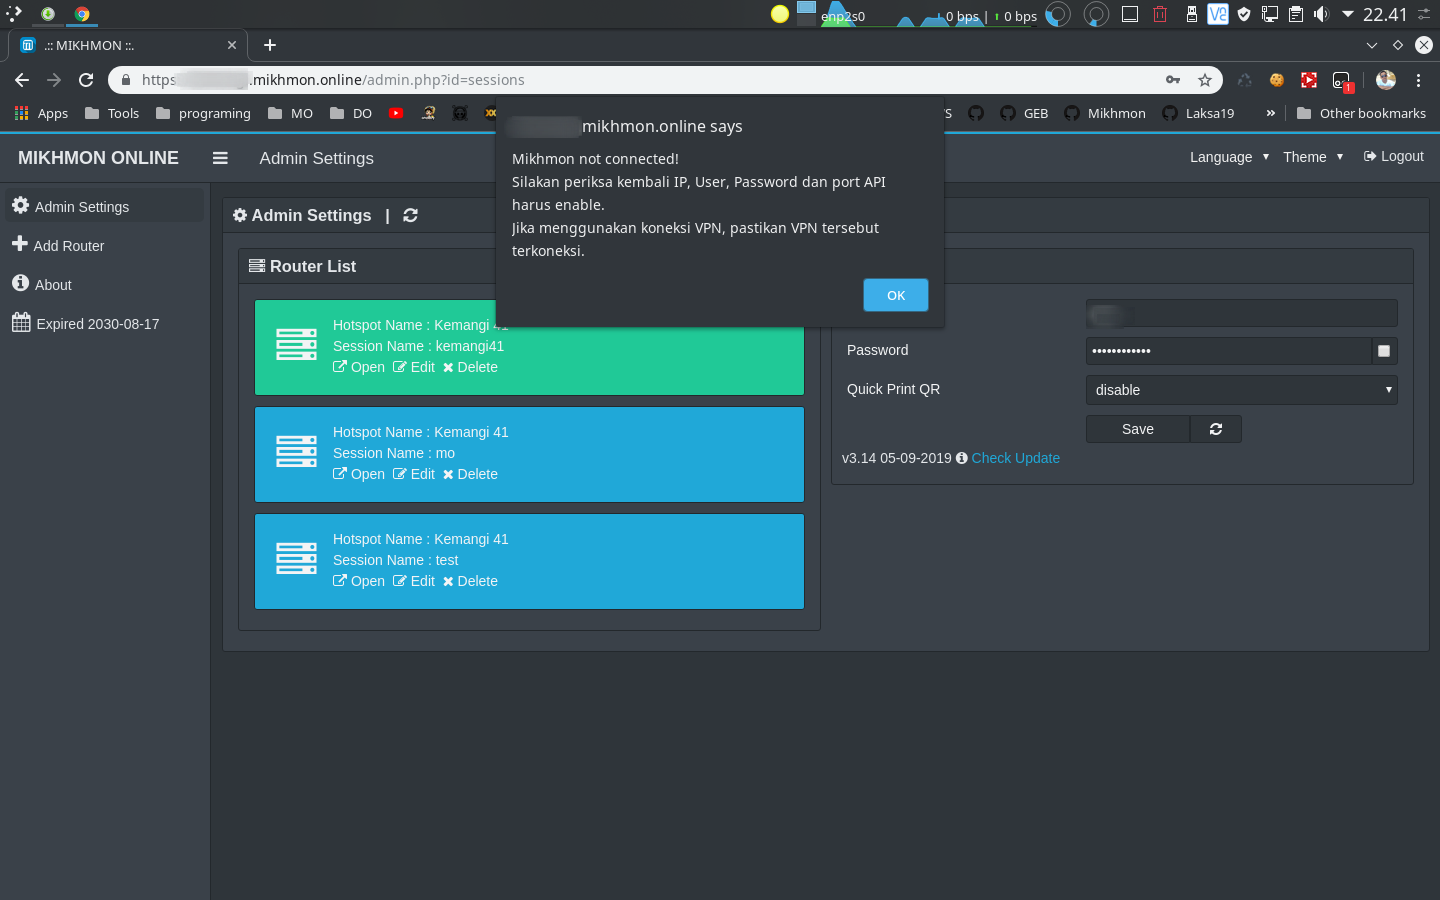 enp2s0
↓ 0 bps | ↑ 0 bps
22.41
.:: MIKHMON ::.
https
.mikhmon.online/admin.php?id=sessions
1
Apps
Tools
programing
MO
DO
GEB
Mikhmon
Laksa19
»
Other bookmarks
mikhmon.online says
Mikhmon not connected!
Silakan periksa kembali IP, User, Password dan port API
harus enable.
Jika menggunakan koneksi VPN, pastikan VPN tersebut
terkoneksi.
OK
MIKHMON ONLINE
Admin Settings
Language
Theme
Logout
Admin Settings
Add Router
About
Expired 2030-08-17
Admin Settings |
Router List
Hotspot Name : Kemangi 41
Session Name : kemangi41
Open Edit Delete
Hotspot Name : Kemangi 41
Session Name : mo
Open Edit Delete
Hotspot Name : Kemangi 41
Session Name : test
Open Edit Delete
Password ••••••••••••
Quick Print QR disable
Save
v3.14 05-09-2019 Check Update